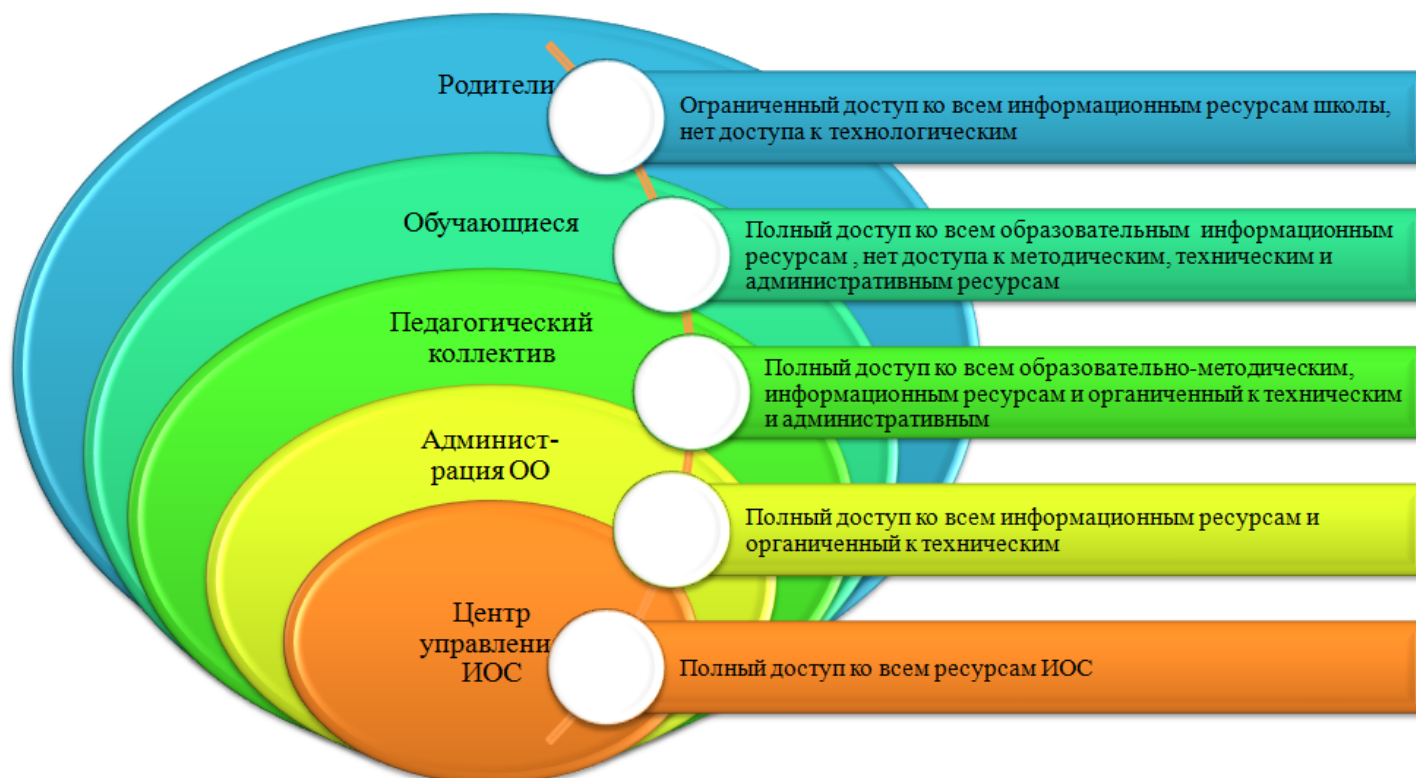 Родители
Ограниченный доступ ко всем информационным ресурсам школы,
нет доступа к технологическим
Обучающиеся
Полный доступ ко всем образовательным информационным
ресурсам , нет доступа к методическим, техническим и
административным ресурсам
Педагогический
коллектив
Полный доступ ко всем образовательно-методическим,
информационным ресурсам и органиченный к техническим
и административным
Админист-
рация ОО
Полный доступ ко всем информационным ресурсам и
органиченный к техническим
Центр
управлени
ИОС
Полный доступ ко всем ресурсам ИОС